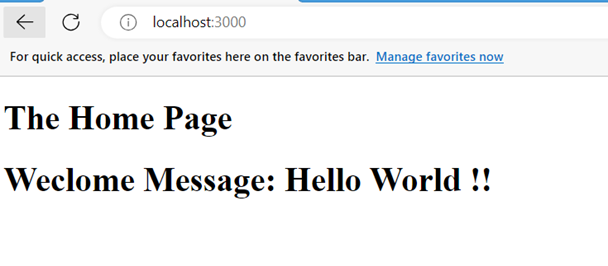 localhost:3000
For quick access, place your favorites here on the favorites bar. Manage favorites now
The Home Page
Weclome Message: Hello World !!